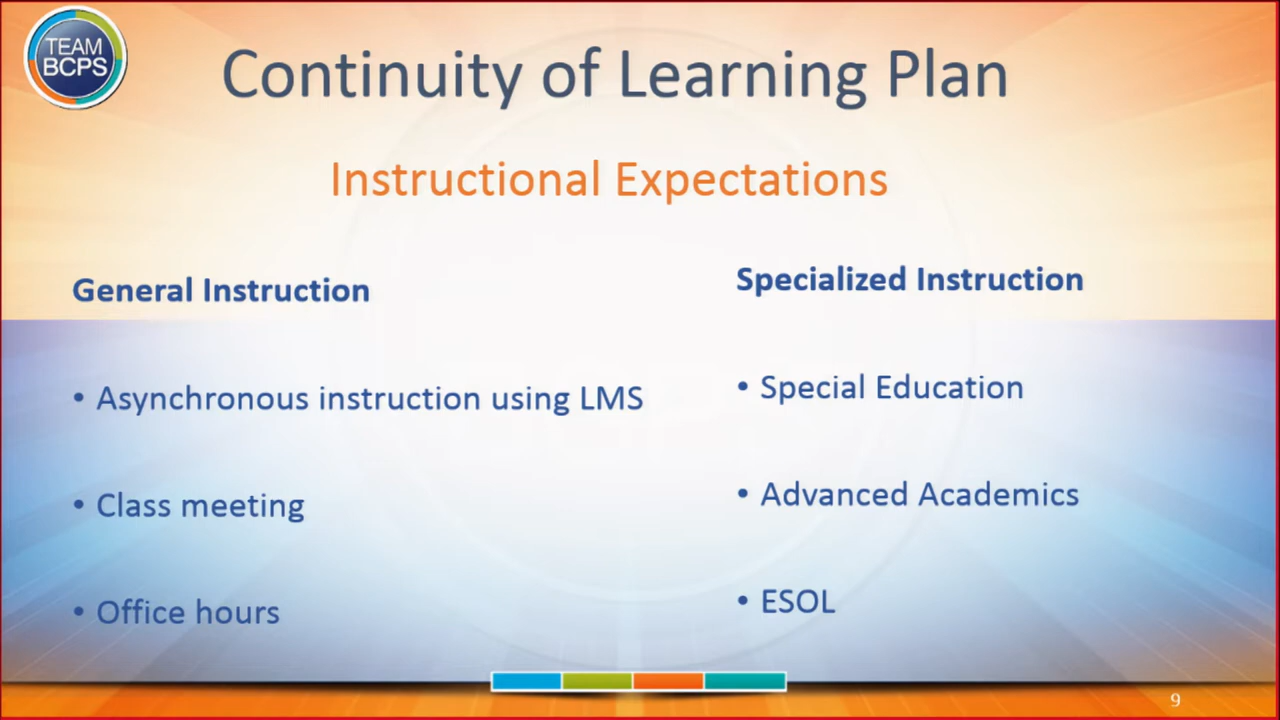 TEAM
BCPS
Continuity of Learning Plan
Instructional Expectations
General Instruction
• Asynchronous instruction using LMS
• Class meeting
• Office hours
Specialized Instruction
• Special Education
• Advanced Academics
• ESOL
9